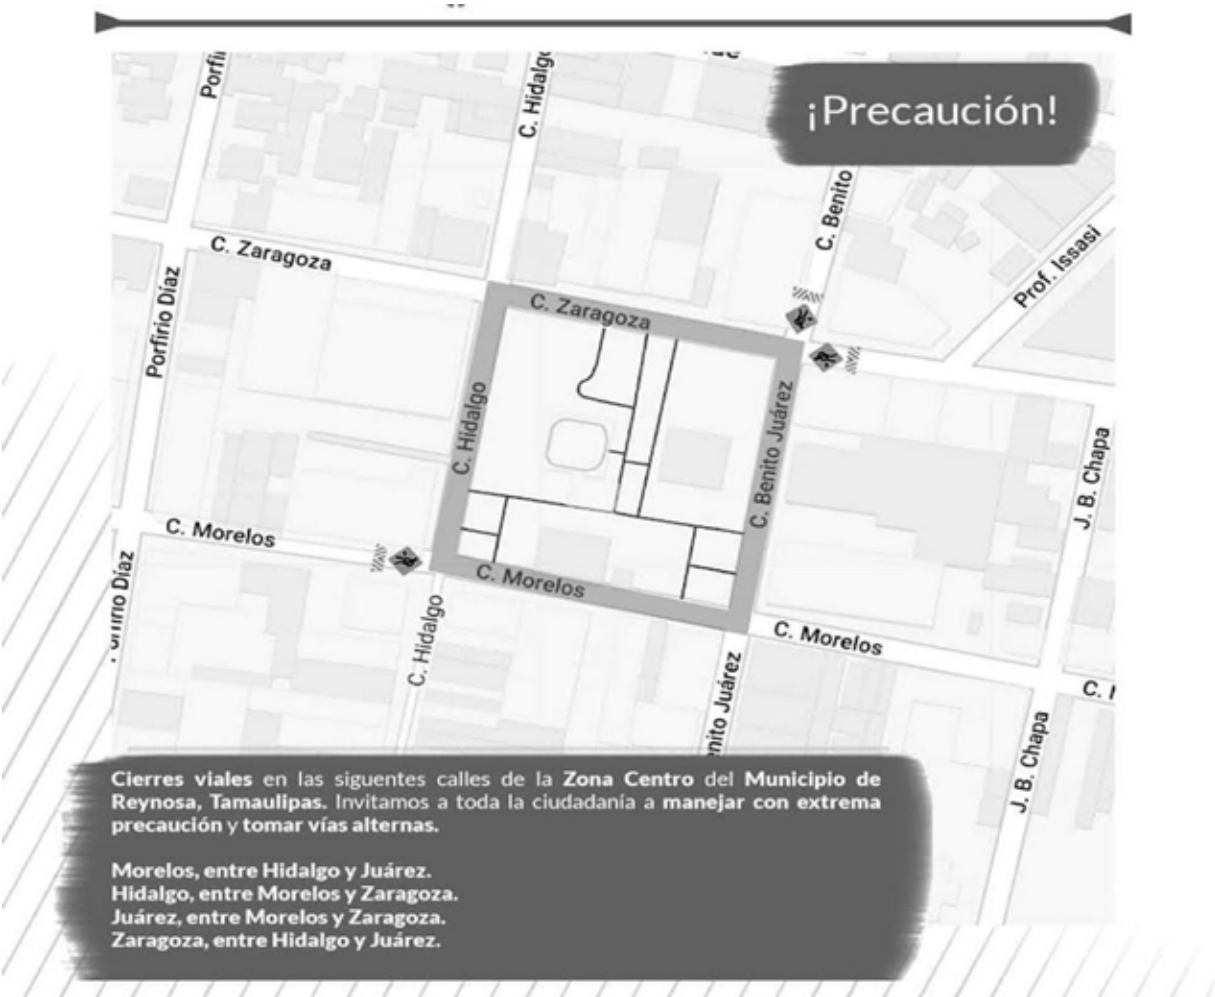 ¡Precaución!
Porfi
C. Hidalgo
C. Benito
Prof. Issasi
C. Zaragoza
Porfirio Díaz
C. Zaragoza
C. Hidalgo
C. Benito Juárez
J. B. Chapa
C. Morelos
C. Morelos
Díaz
C. Hidalgo
C. Morelos
nito Juárez
C.
J. B. Chapa
Cierres viales en las siguentes calles de la Zona Centro del Municipio de
Reynosa, Tamaulipas. Invitamos a toda la ciudadanía a manejar con extrema
precaución y tomar vías alternas.
Morelos, entre Hidalgo y Juárez.
Hidalgo, entre Morelos y Zaragoza.
Juárez, entre Morelos y Zaragoza.
Zaragoza, entre Hidalgo y Juárez.